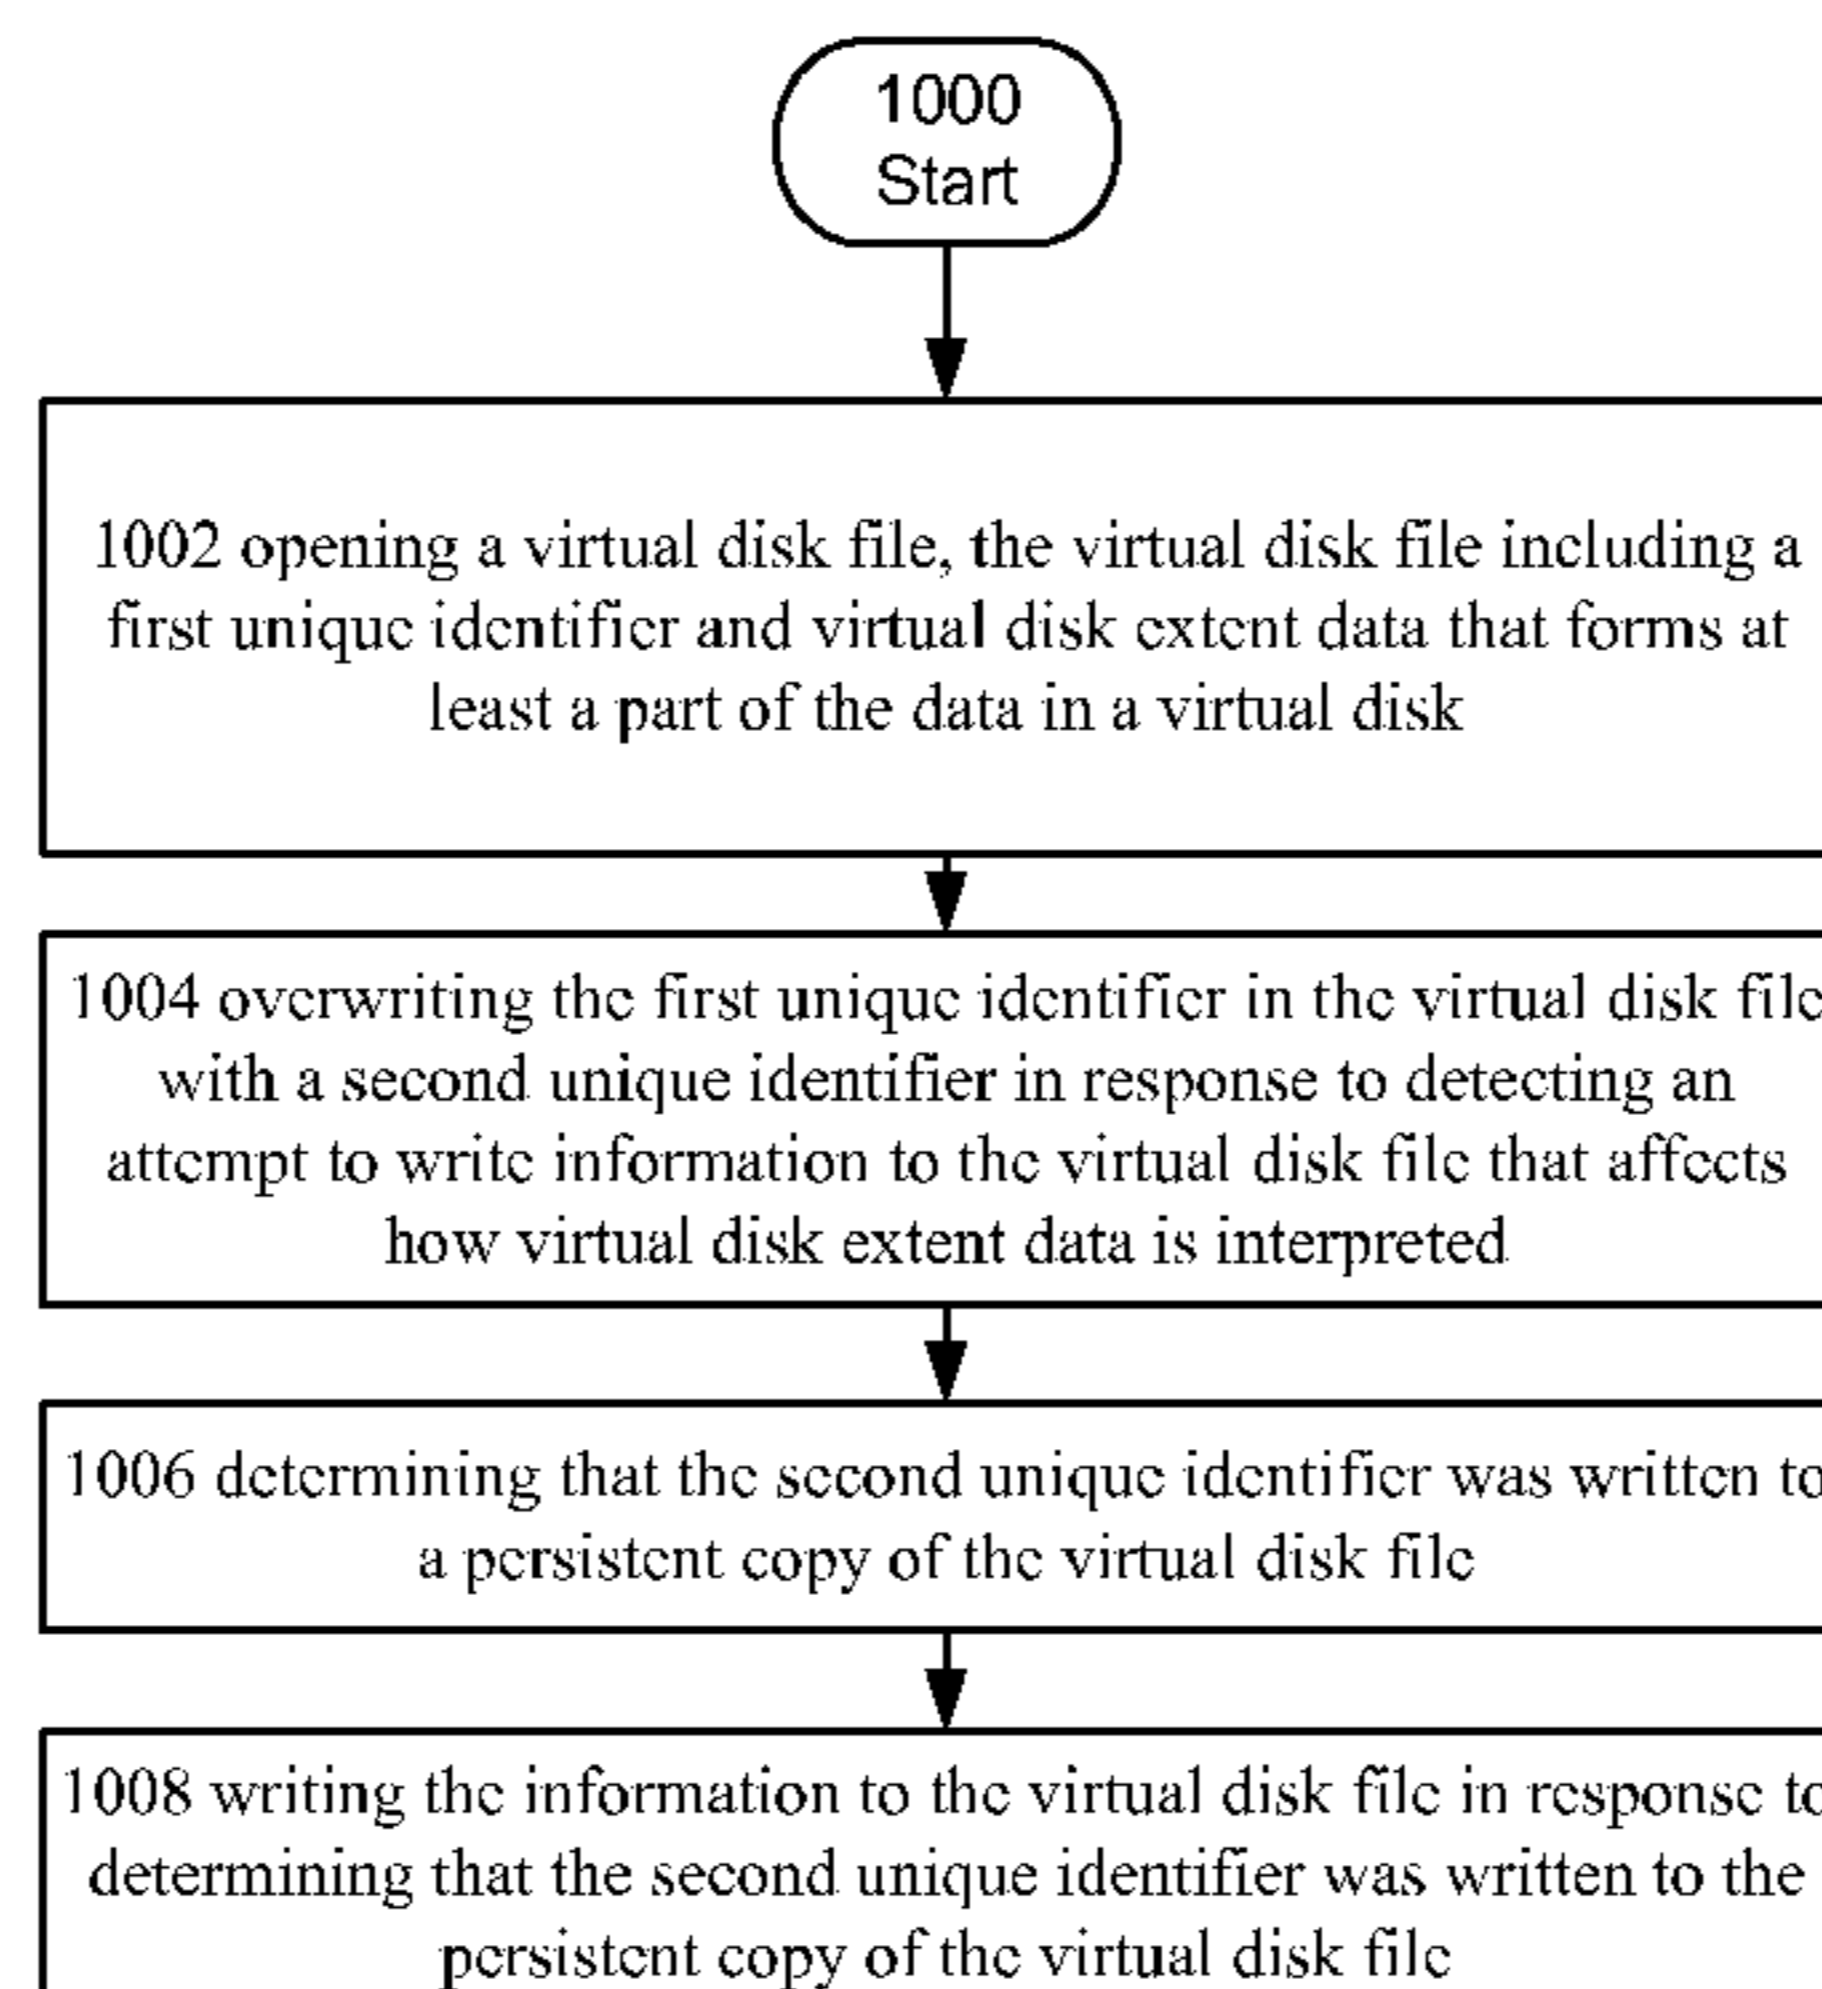 1000
Start
1002 opening a virtual disk file, the virtual disk file including a
first unique identifier and virtual disk extent data that forms at
least a part of the data in a virtual disk
1004 overwriting the first unique identifier in the virtual disk file
with a second unique identifier in response to detecting an
attempt to write information to the virtual disk file that affects
how virtual disk extent data is interpreted
1006 determining that the second unique identifier was written to
a persistent copy of the virtual disk file
1008 writing the information to the virtual disk file in response to
determining that the second unique identifier was written to the
persistent copy of the virtual disk file